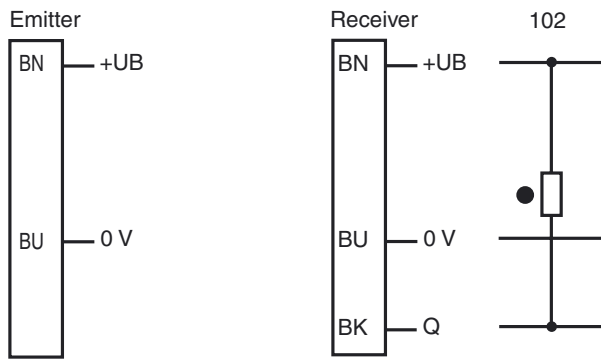 Emitter
BN +UB
BU 0 V
Receiver
BN +UB
BU 0 V
BK Q
102